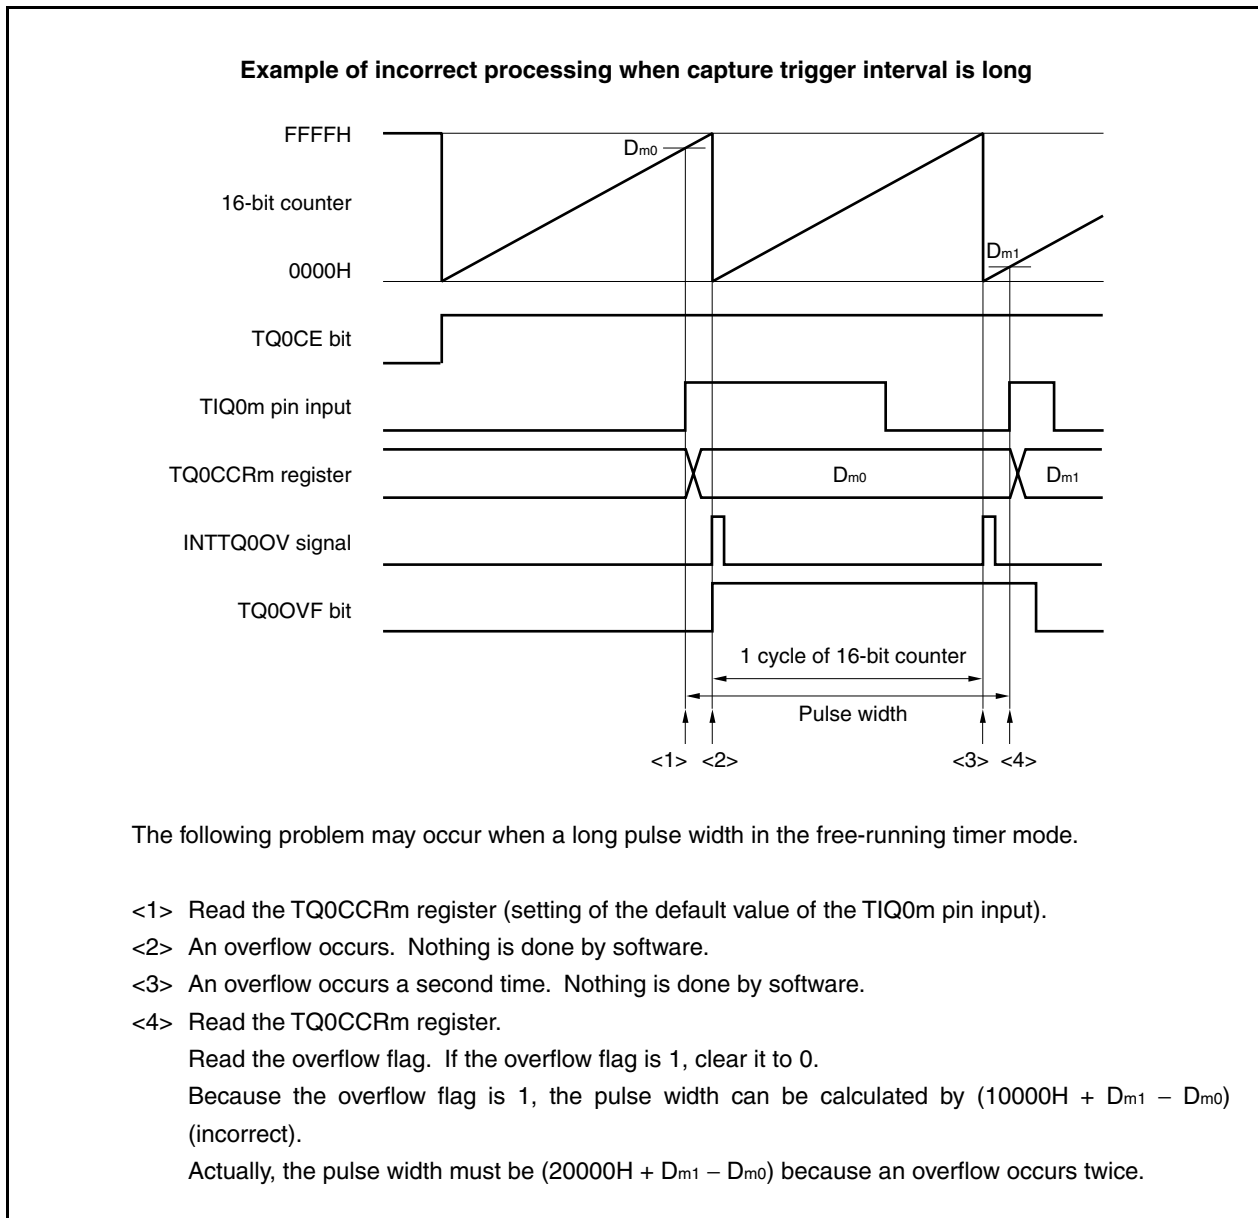 Example of incorrect processing when capture trigger interval is long
FFFFH
Dm0
16-bit counter
Dm1
0000H
TQ0CE bit
TIQ0m pin input
TQ0CCRm register
Dm0
Dm1
INTTQ0OV signal
TQ0OVF bit
1 cycle of 16-bit counter
Pulse width
<1> <2> <3> <4>
The following problem may occur when a long pulse width in the free-running timer mode.
<1> Read the TQ0CCRm register (setting of the default value of the TIQ0m pin input).
<2> An overflow occurs. Nothing is done by software.
<3> An overflow occurs a second time. Nothing is done by software.
<4> Read the TQ0CCRm register.
Read the overflow flag. If the overflow flag is 1, clear it to 0.
Because the overflow flag is 1, the pulse width can be calculated by (10000H + Dm1 − Dm0)
(incorrect).
Actually, the pulse width must be (20000H + Dm1 − Dm0) because an overflow occurs twice.